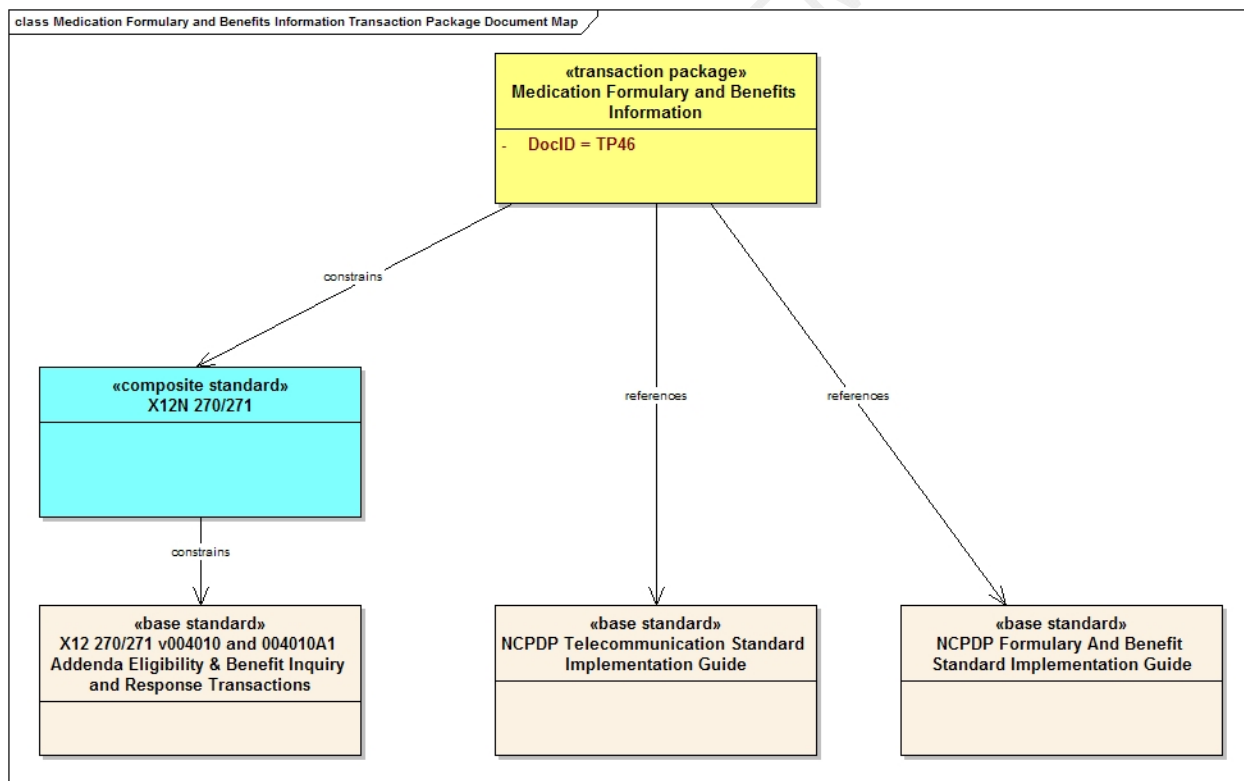 class Medication Formulary and Benefits Information Transaction Package Document Map
«transaction package»
Medication Formulary and Benefits
Information
- DocID = TP46
constrains
«composite standard»
X12N 270/271
references
references
constrains
«base standard»
X12 270/271 v004010 and 004010A1
Addenda Eligibility & Benefit Inquiry
and Response Transactions
«base standard»
NCPDP Telecommunication Standard
Implementation Guide
«base standard»
NCPDP Formulary And Benefit
Standard Implementation Guide